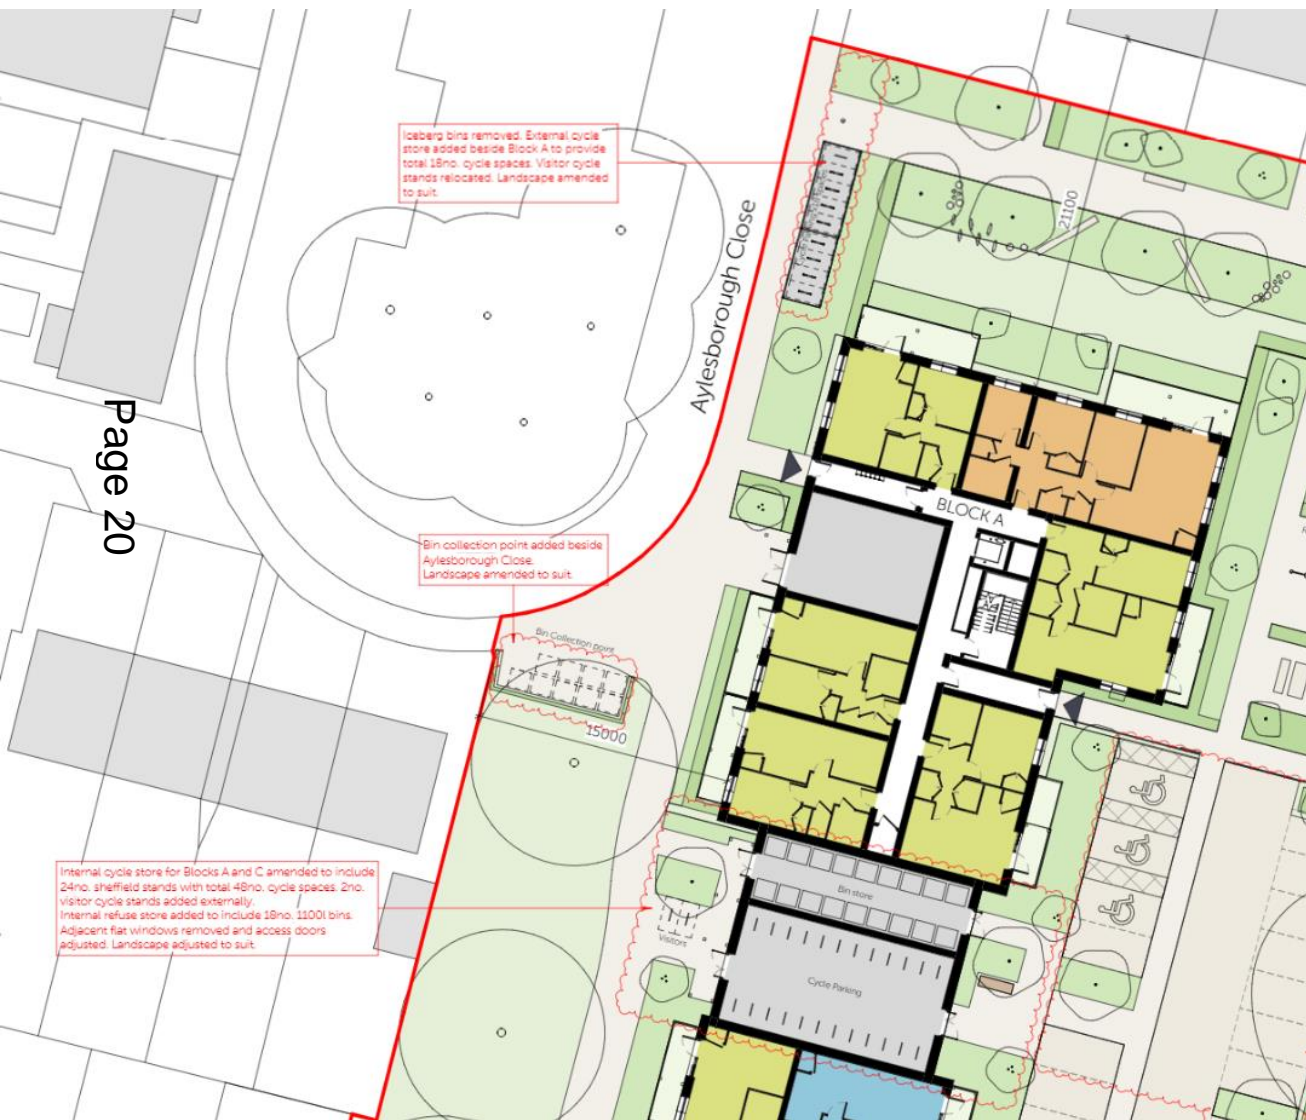 Iceberg bins removed. External cycle
store added beside Block A to provide
total 18no. cycle spaces. Visitor cycle
stands relocated. Landscape amended
to suit.
21100
Aylesborough Close
Page 20
BLOCK A
Bin collection point added beside
Aylesborough Close.
Landscape amended to suit.
Bin Collection point
15000
Internal cycle store for Blocks A and C amended to include
24no. sheffield stands with total 48no. cycle spaces. 2no.
visitor cycle stands added externally.
Internal refuse store added to include 18no. 1100l bins.
Adjacent flat windows removed and access doors
adjusted. Landscape adjusted to suit.
Bin store
Visitors
Cycle Parking